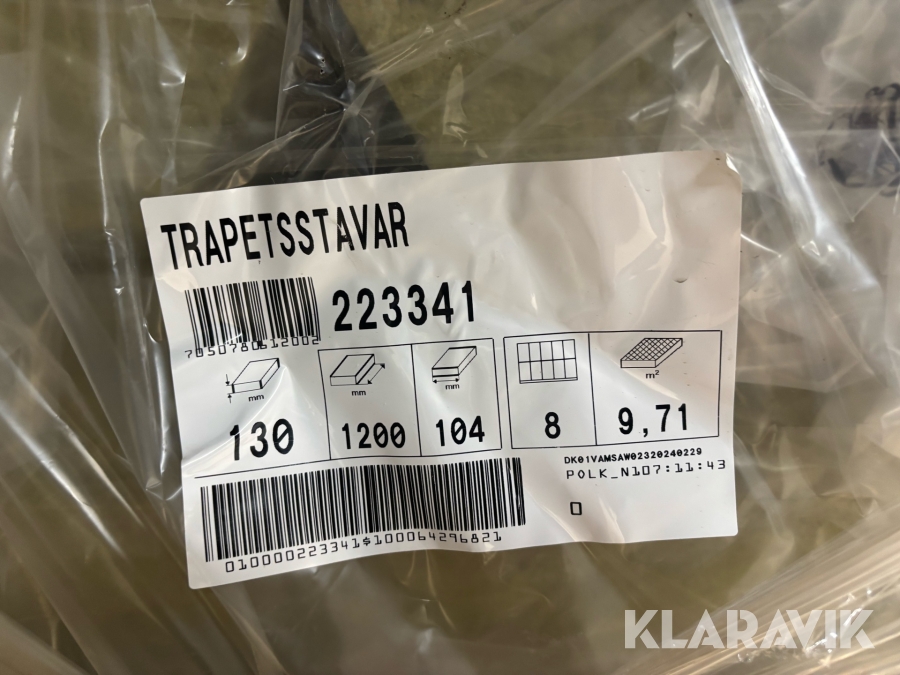 TRAPETSSTAVAR
223341
7050780612002
mm
mm
mm
m²
130
1200
104
8
9,71
DK01VAMSAW02320240229
POLK_N107:11:43
0
010000223341$100064296821
KLARAVIK